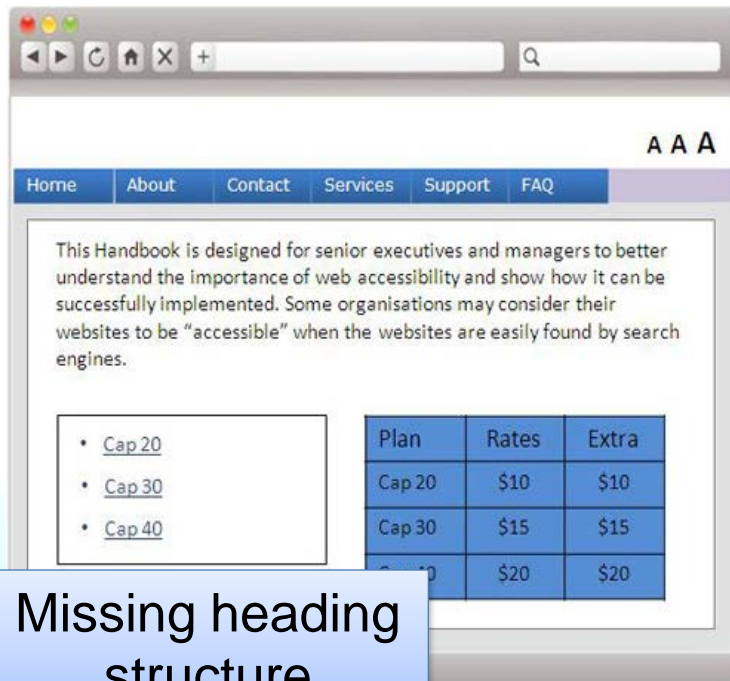 A A A
Home About Contact Services Support FAQ
This Handbook is designed for senior executives and managers to better
understand the importance of web accessibility and show how it can be
successfully implemented. Some organisations may consider their
websites to be “accessible” when the websites are easily found by search
engines.
• Cap 20
• Cap 30
• Cap 40
Plan Rates Extra
Cap 20 $10 $10
Cap 30 $15 $15
$20 $20
Missing heading
structure